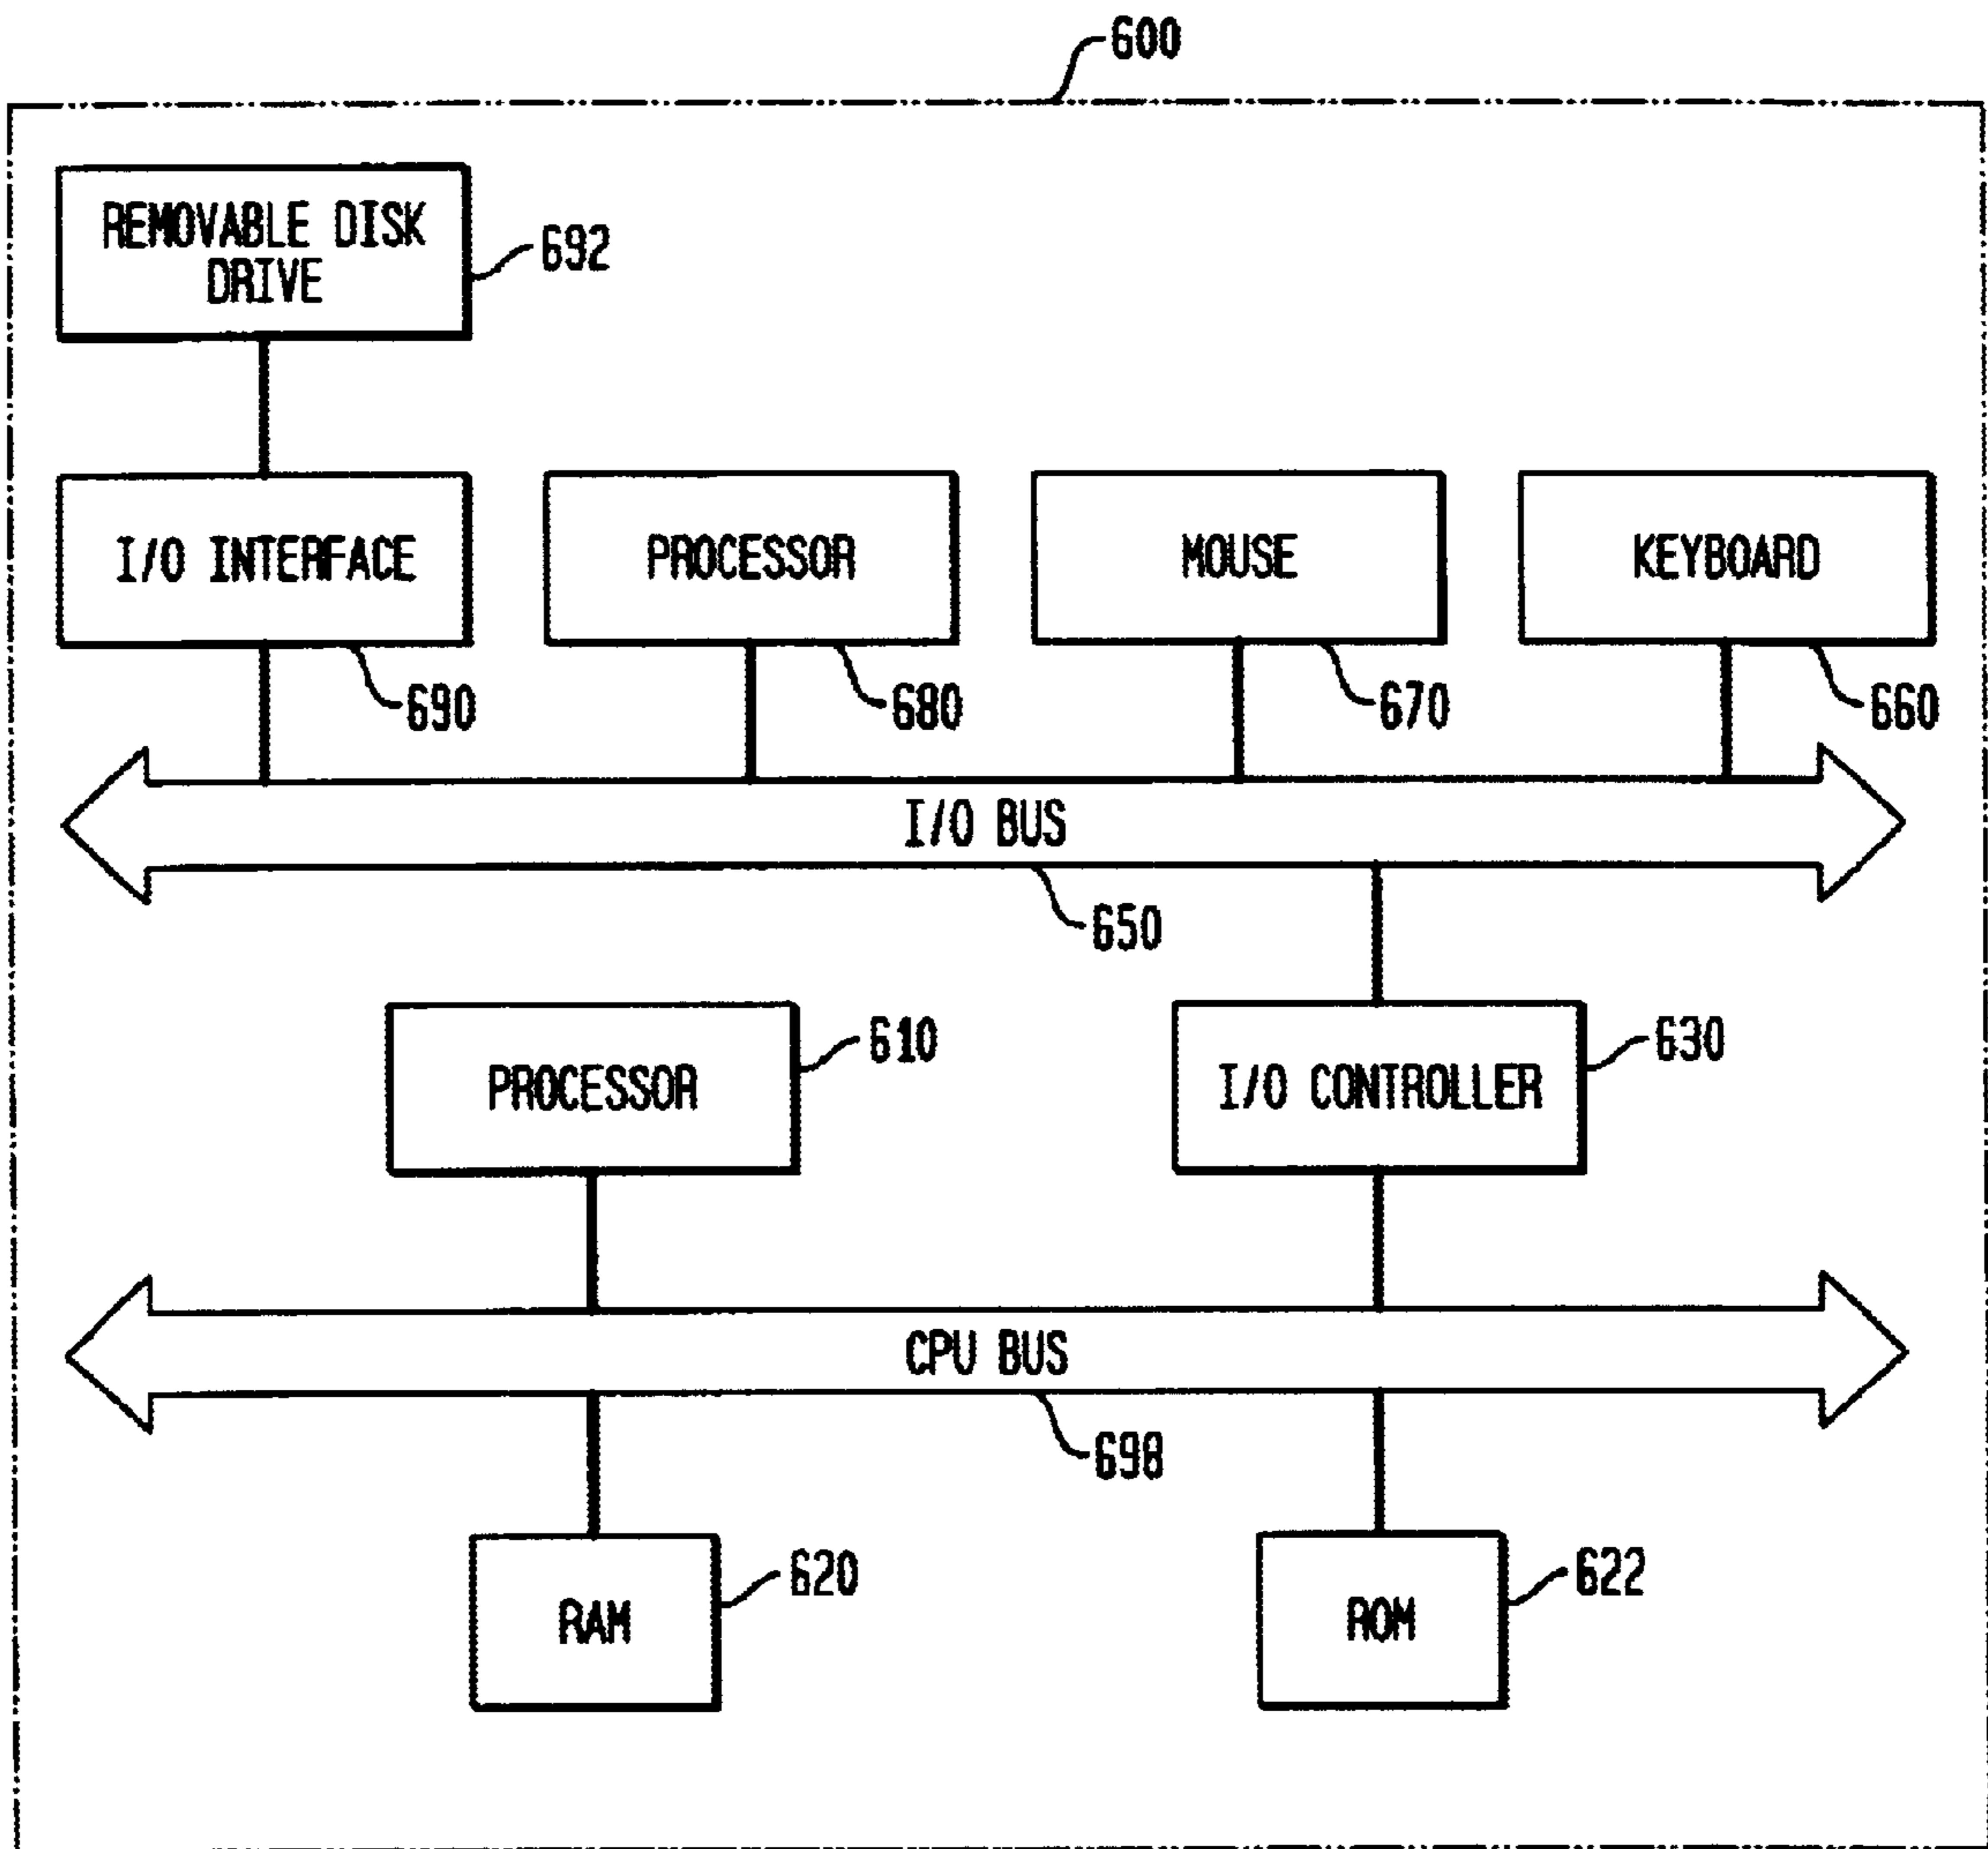 600
REMOVABLE DISK
DRIVE
692
I/O INTERFACE
PROCESSOR
MOUSE
KEYBOARD
690
680
670
660
I/O BUS
650
PROCESSOR
610
I/O CONTROLLER
630
CPU BUS
698
RAM
620
ROM
622